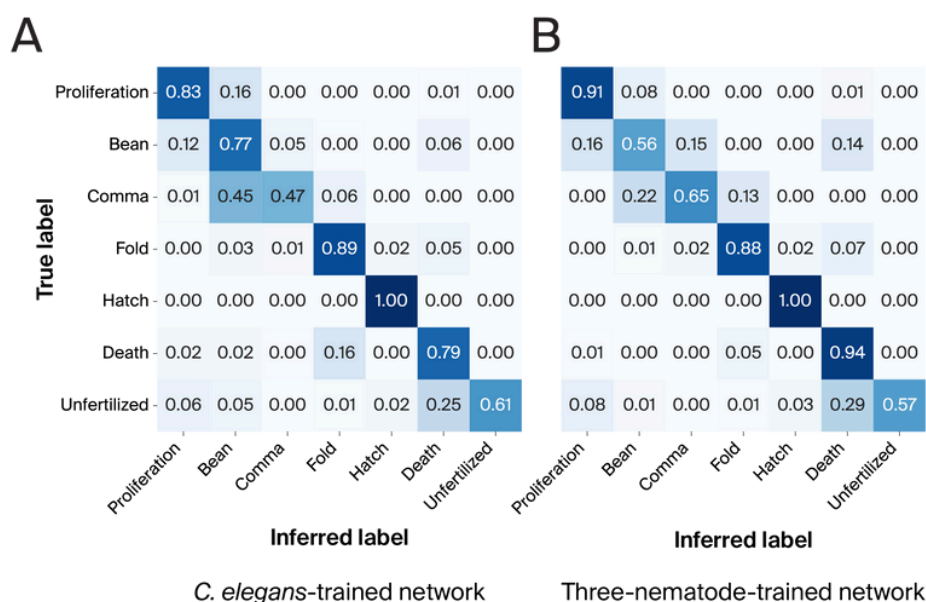 A
Proliferation 0.83 0.16 0.00 0.00 0.00 0.01 0.00
Bean 0.12 0.77 0.05 0.00 0.00 0.06 0.00
Comma 0.01 0.45 0.47 0.06 0.00 0.00 0.00
Fold 0.00 0.03 0.01 0.89 0.02 0.05 0.00
Hatch 0.00 0.00 0.00 0.00 1.00 0.00 0.00
Death 0.02 0.02 0.00 0.16 0.00 0.79 0.00
Unfertilized 0.06 0.05 0.00 0.01 0.02 0.25 0.61
True label
Proliferation Bean Comma Fold Hatch Death Unfertilized
Inferred label
C. elegans-trained network
B
0.91 0.08 0.00 0.00 0.00 0.01 0.00
0.16 0.56 0.15 0.00 0.00 0.14 0.00
0.00 0.22 0.65 0.13 0.00 0.00 0.00
0.00 0.01 0.02 0.88 0.02 0.07 0.00
0.00 0.00 0.00 0.00 1.00 0.00 0.00
0.01 0.00 0.00 0.05 0.00 0.94 0.00
0.08 0.01 0.00 0.01 0.03 0.29 0.57
Proliferation Bean Comma Fold Hatch Death Unfertilized
Inferred label
Three-nematode-trained network